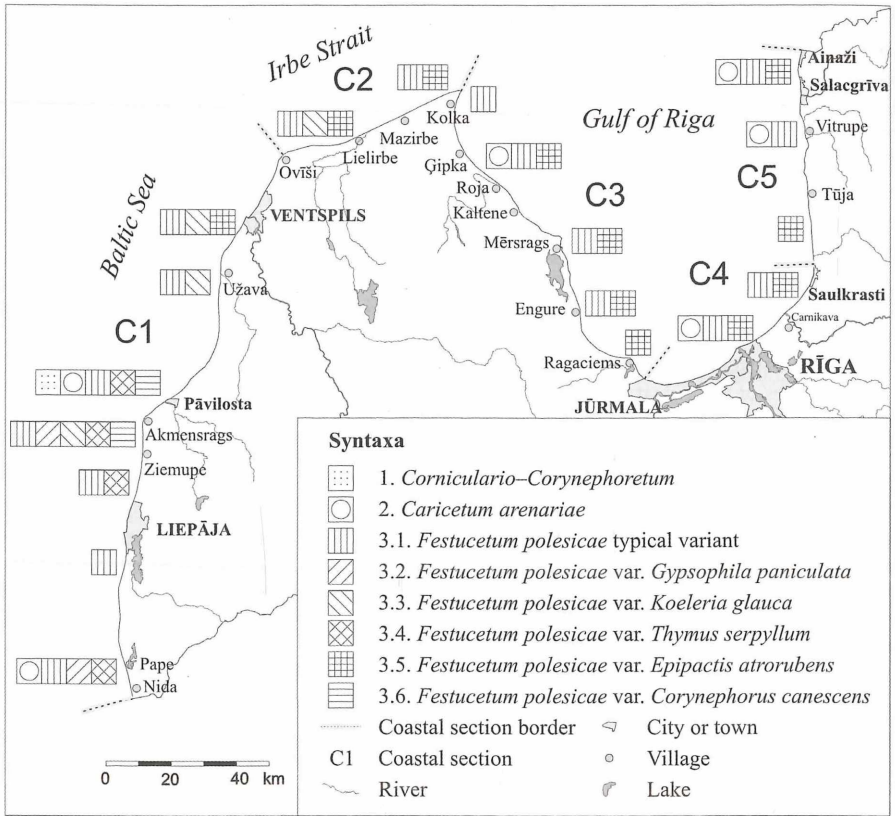 Irbe Strait
C2
Ainaži
Salacgrīva
Kolka
Gulf of Riga
Mazirbe
Vitrupe
Lielirbe
Ģipka
Ovīši
C5
Baltic Sea
Roja
C3
Tūja
Kaltene
VENTSPILS
Mērsrags
C4
Užava
Saulkrasti
Engure
Carnikava
C1
Ragaciems
RĪGA
Pāvilosta
JŪRMALA
Akmensrags
Ziemupe
LIEPĀJA
Pape
Nida
0 20 40 km
Syntaxa
1. Corniculario–Corynephoretum
2. Caricetum arenariae
3.1. Festucetum polesicae typical variant
3.2. Festucetum polesicae var. Gypsophila paniculata
3.3. Festucetum polesicae var. Koeleria glauca
3.4. Festucetum polesicae var. Thymus serpyllum
3.5. Festucetum polesicae var. Epipactis atrorubens
3.6. Festucetum polesicae var. Corynephorus canescens
Coastal section border City or town
C1 Coastal section Village
River Lake